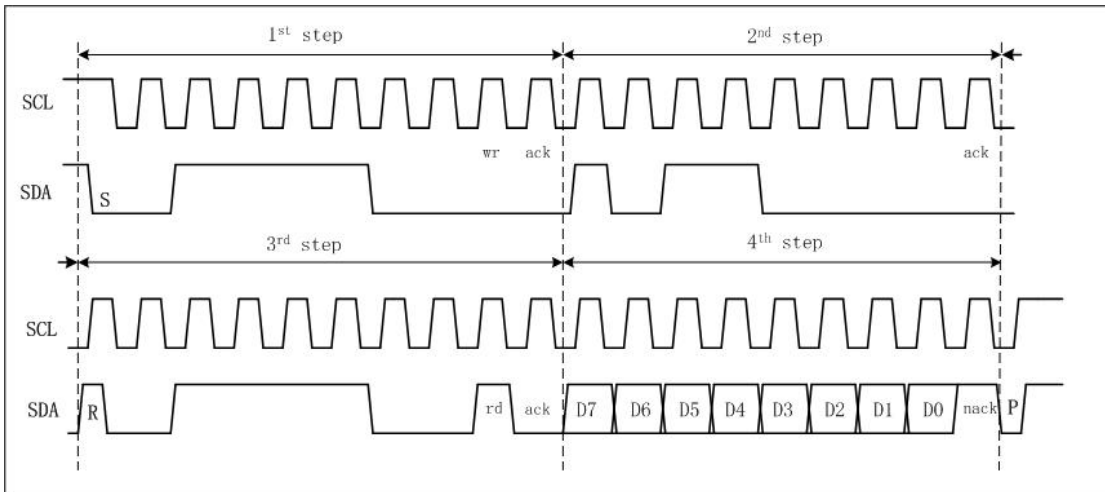 1st step 2nd step
SCL
wr ack ack
SDA S
3rd step 4th step
SCL
SDA R rd ack D7 D6 D5 D4 D3 D2 D1 D0 nack P